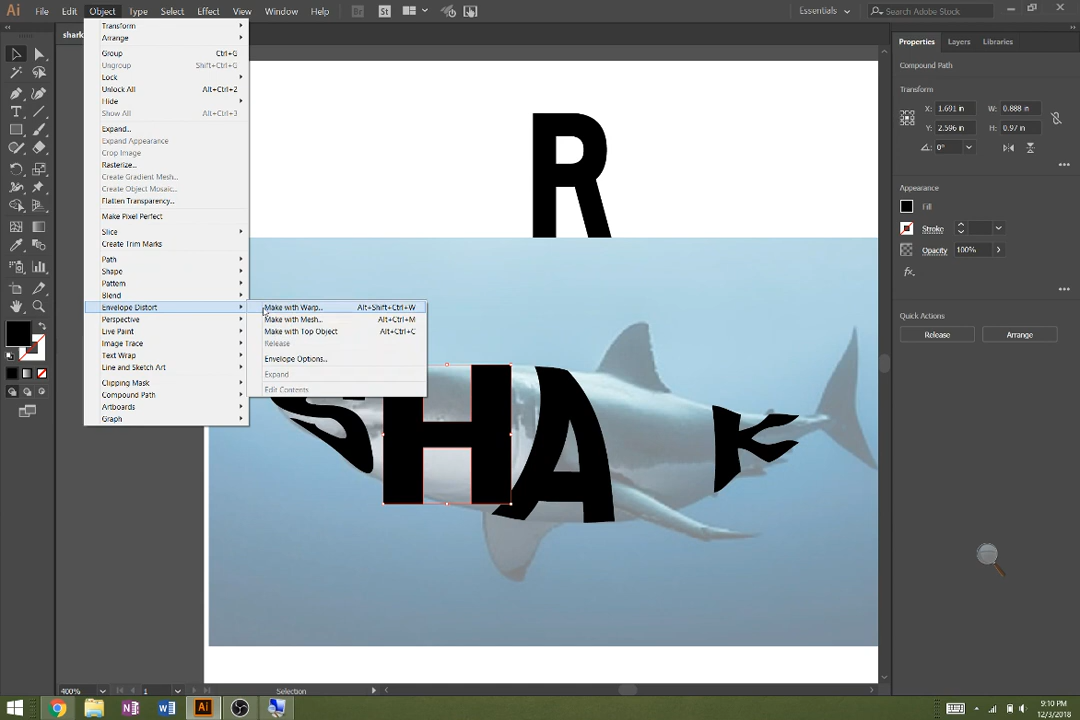 Ai File Edit Object Type Select Effect View Window Help Br St Essentials Search Adobe Stock
shark
Transform
Arrange
Group Ctrl+G
Ungroup Shift+Ctrl+G
Lock
Unlock All Alt+Ctrl+2
Hide
Show All Alt+Ctrl+3
Expand...
Expand Appearance
Crop Image
Rasterize...
Create Gradient Mesh...
Create Object Mosaic...
Flatten Transparency...
Make Pixel Perfect
Slice
Create Trim Marks
Path
Shape
Pattern
Blend
Envelope Distort
Perspective
Live Paint
Image Trace
Text Wrap
Line and Sketch Art
Clipping Mask
Compound Path
Artboards
Graph
Make with Warp... Alt+Shift+Ctrl+W
Make with Mesh... Alt+Ctrl+M
Make with Top Object Alt+Ctrl+C
Release
Envelope Options...
Expand
Edit Contents
R
S H A K
Properties Layers Libraries
Compound Path
Transform
X: 1.691 in W: 0.888 in
Y: 2.596 in H: 0.97 in
0°
Appearance
Fill
Stroke
Opacity 100%
fx
Quick Actions
Release Arrange
400% 1 Selection
9:10 PM
12/3/2018